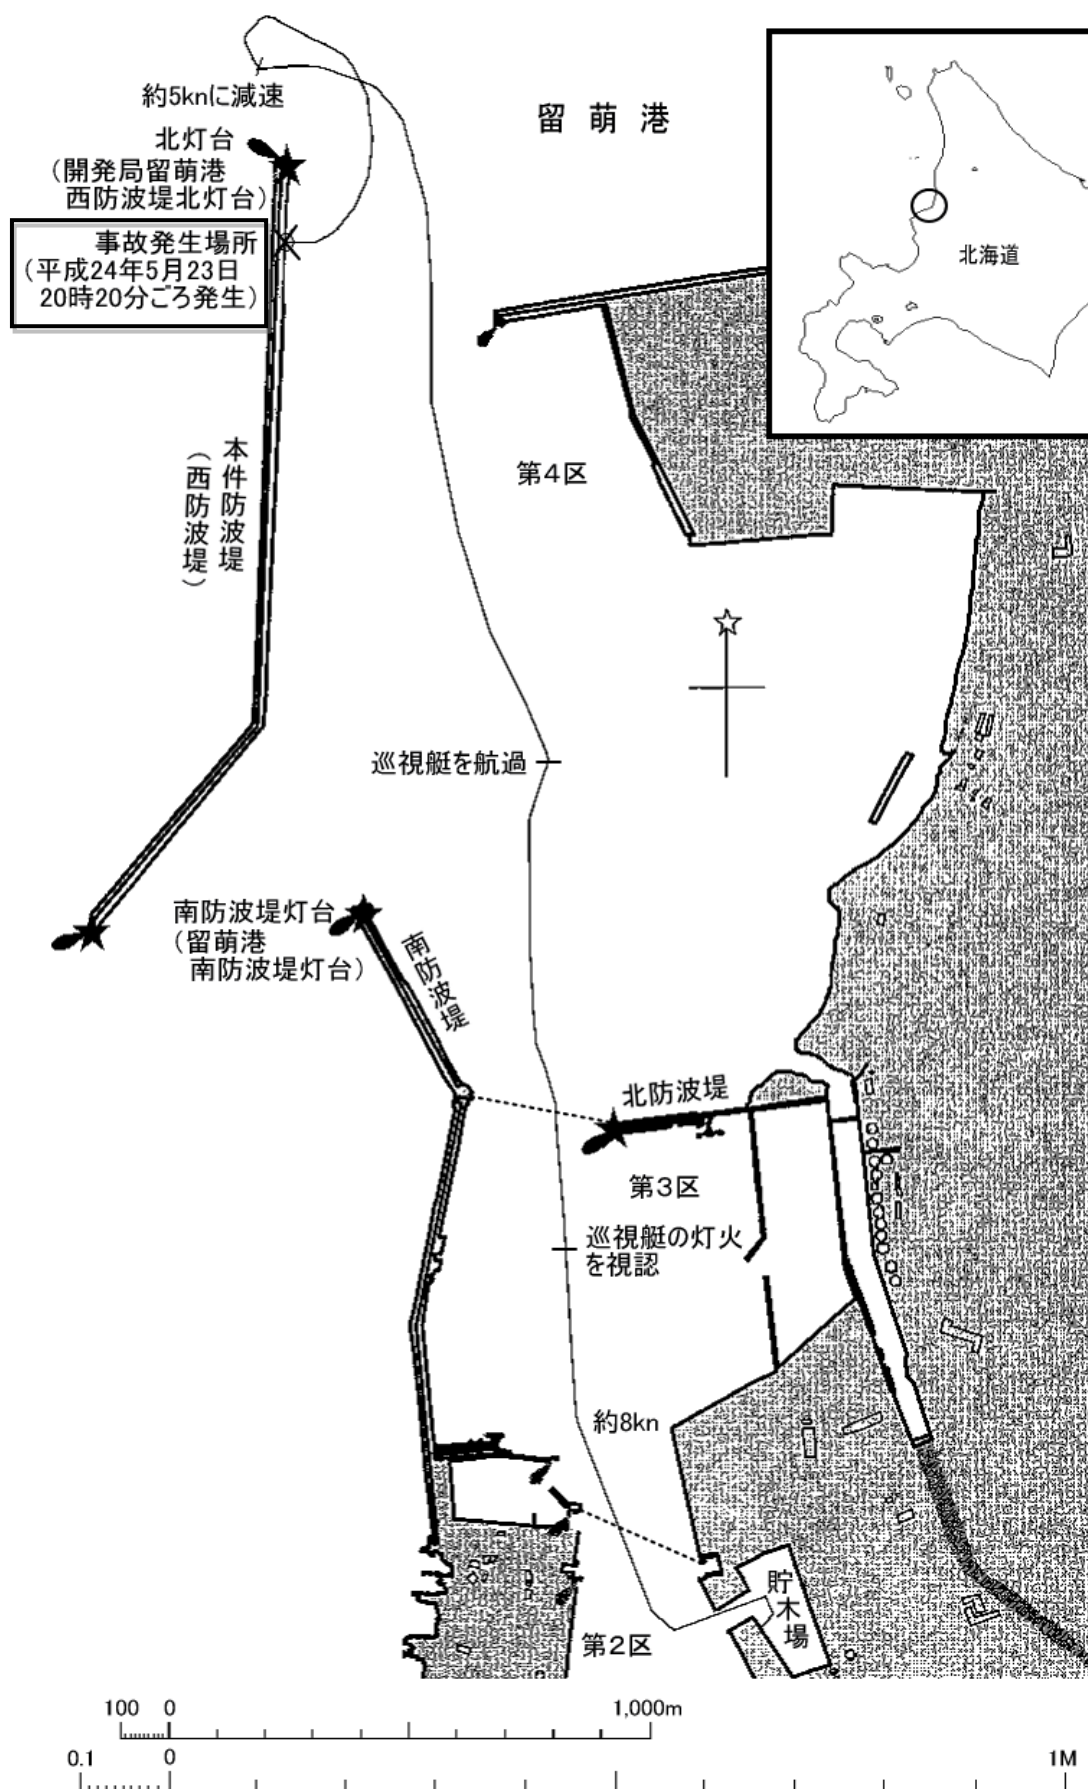 約5knに減速
留萌港
北灯台
(開発局留萌港
西防波堤北灯台)
事故発生場所
(平成24年5月23日
20時20分ごろ発生)
北海道
本件防波堤
(西防波堤)
第4区
巡視艇を航過
南防波堤灯台
(留萌港
南防波堤灯台)
南防波堤
北防波堤
第3区
巡視艇の灯火
を視認
約8kn
貯木場
第2区
100 0 1,000m
0.1 0 1M